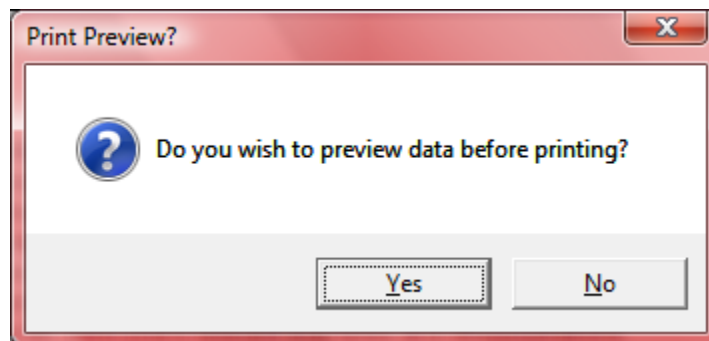 Print Preview?
Do you wish to preview data before printing?
Yes No